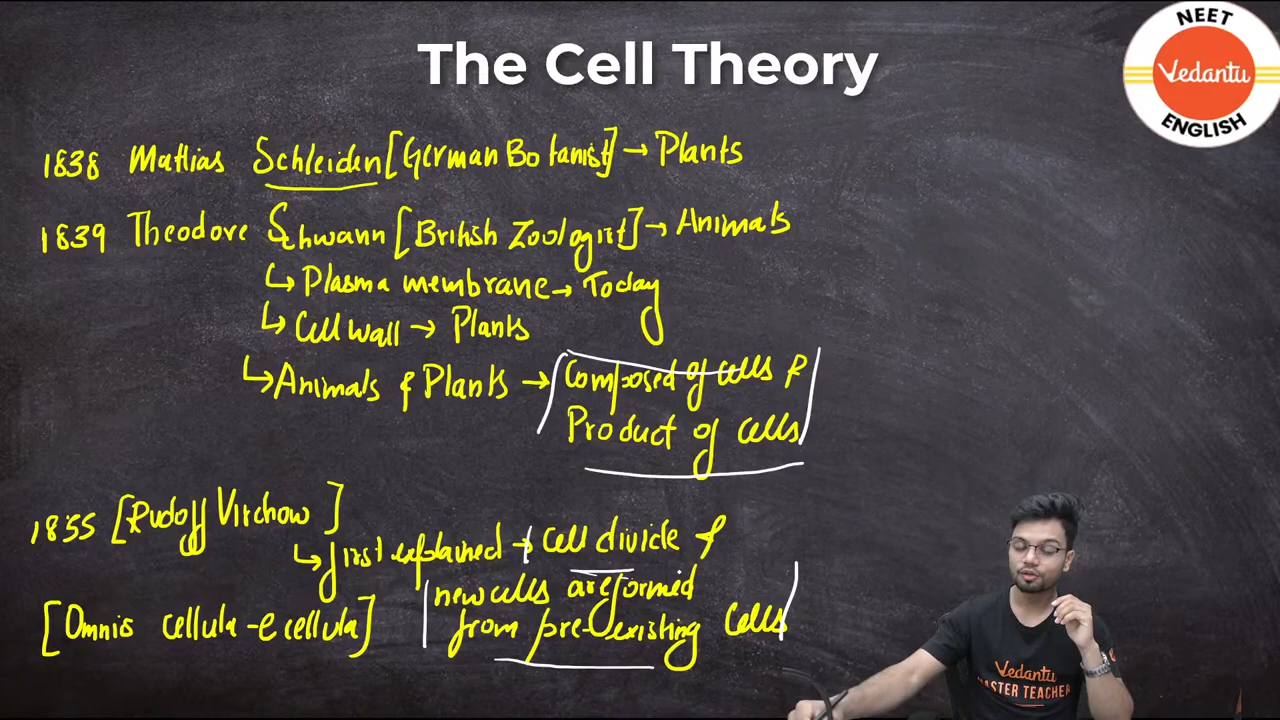 The Cell Theory
NEET
Vedantu
ENGLISH
1838 Mathias Schleiden [German Botanist] → Plants
1839 Theodore Schwann [British Zoologist] → Animals
↳ Plasma membrane → Today
↳ Cell wall → Plants
↳ Animals & Plants → Composed of cells &
Product of cells
1855 [Rudolf Virchow]
↳ first explained → cell divide &
new cells are formed
[Omnis cellula-e cellula] from pre-existing cells
Vedantu
MASTER TEACHER